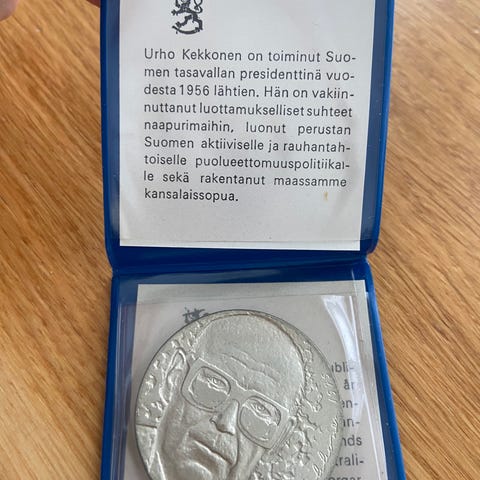 Urho Kekkonen on toiminut Suo-
men tasavallan presidenttinä vuo-
desta 1956 lähtien. Hän on vakiin-
nuttanut luottamukselliset suhteet
naapurimaihin, luonut perustan
Suomen aktiiviselle ja rauhantah-
toiselle puolueettomuuspolitiikal-
le sekä rakentanut maassamme
kansalaissopua.
år